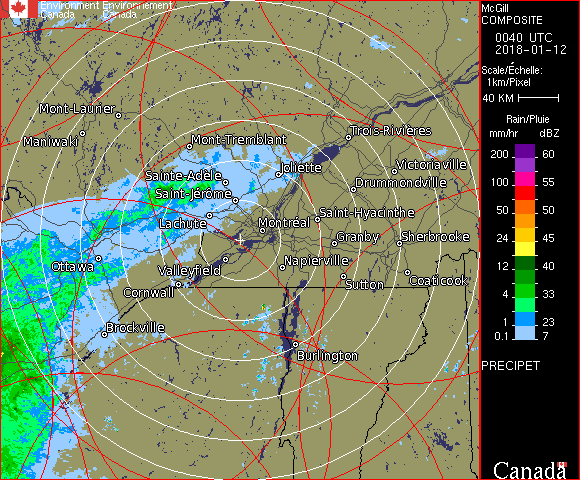 Environment Environnement
Canada Canada
McGill
COMPOSITE
0040 UTC
2018-01-12
Scale/Échelle:
1km/Pixel
40 KM
Rain/Pluie
mm/hr dBZ
200 60
100 55
50 50
24 45
12 40
4 33
1 30
0.5 23
0.1 7
PRECIPET
Canada
Mont-Laurier
Maniwaki
Mont-Tremblant
Trois-Rivières
Sainte-Adèle
Joliette
Victoriaville
Saint-Jérôme
Drummondville
Lachute
Montréal
Saint-Hyacinthe
Granby
Sherbrooke
Ottawa
Valleyfield
Napierville
Cornwall
Sutton
Coaticook
Brockville
Burlington